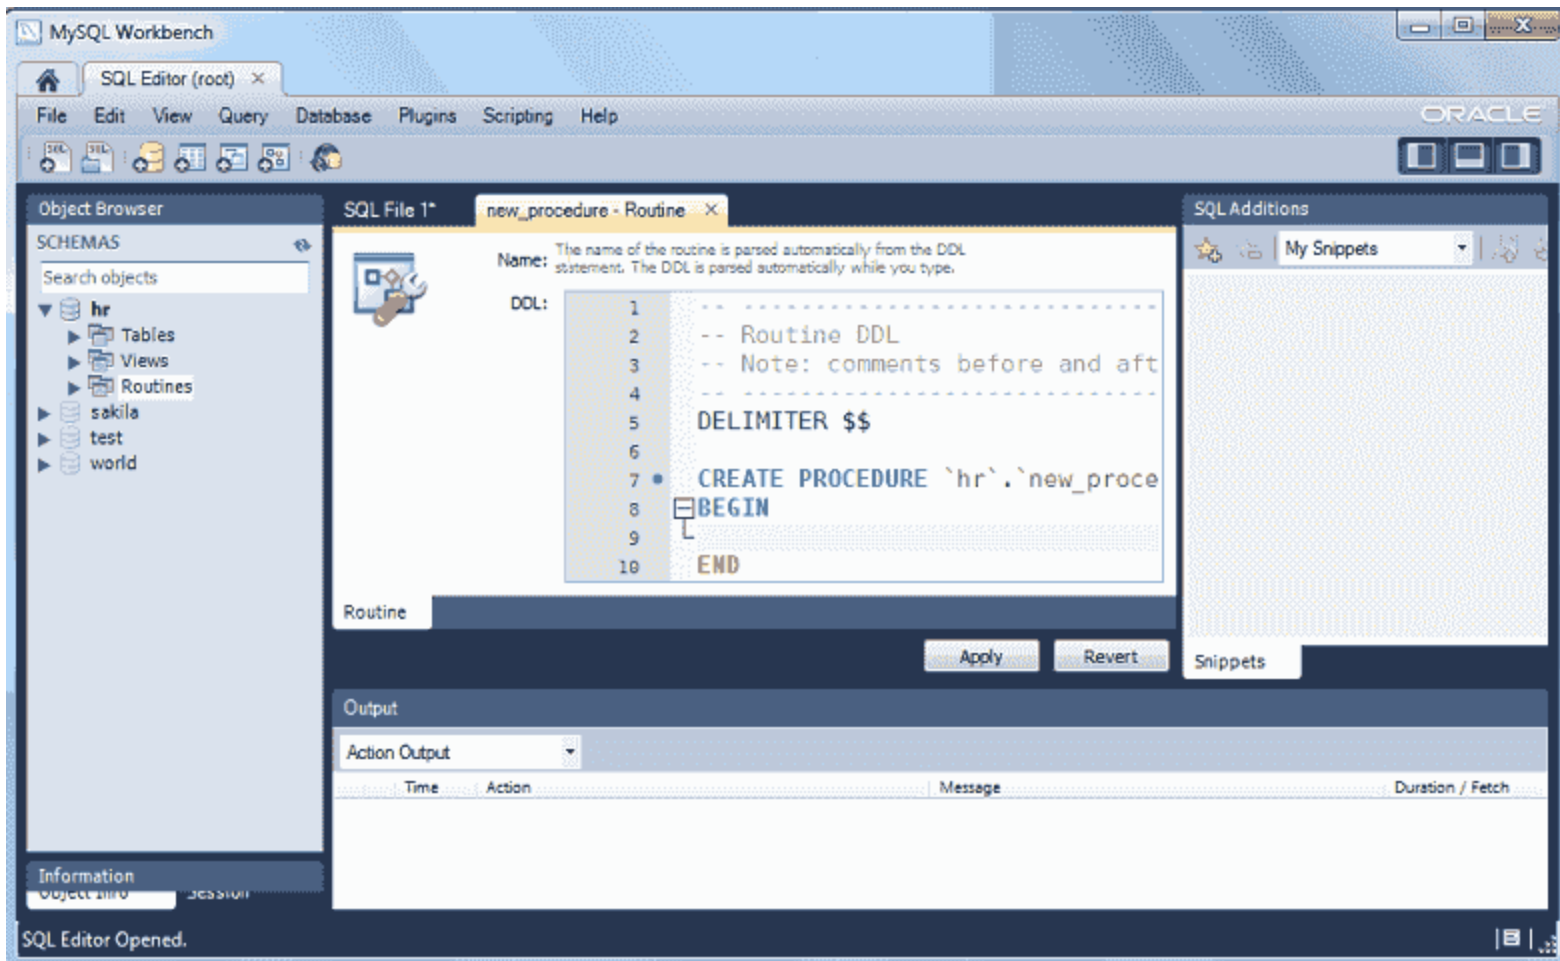 MySQL Workbench
SQL Editor (root)
File Edit View Query Database Plugins Scripting Help
ORACLE
SQL SQL
Object Browser
SCHEMAS
Search objects
hr
Tables
Views
Routines
sakila
test
world
SQL File 1*
new_procedure - Routine
Name: The name of the routine is parsed automatically from the DDL
statement. The DDL is parsed automatically while you type.
DDL:
1 -- ----------------------------
2 -- Routine DDL
3 -- Note: comments before and aft
4 -- ----------------------------
5 DELIMITER $$
6
7 CREATE PROCEDURE `hr`.`new_proce
8 BEGIN
9
10 END
Routine
Apply Revert
SQL Additions
My Snippets
Snippets
Output
Action Output
Time Action Message Duration / Fetch
Information
Object Info Session
SQL Editor Opened.